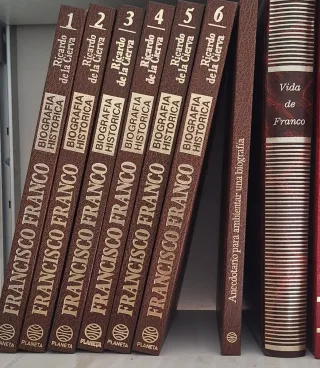 1
Ricardo
de la Cierva
BIOGRAFIA
HISTORICA
FRANCISCO FRANCO
PLANETA
2
Ricardo
de la Cierva
BIOGRAFIA
HISTORICA
FRANCISCO FRANCO
PLANETA
3
Ricardo
de la Cierva
BIOGRAFIA
HISTORICA
FRANCISCO FRANCO
PLANETA
4
Ricardo
de la Cierva
BIOGRAFIA
HISTORICA
FRANCISCO FRANCO
PLANETA
5
Ricardo
de la Cierva
BIOGRAFIA
HISTORICA
FRANCISCO FRANCO
PLANETA
6
Ricardo
de la Cierva
BIOGRAFIA
HISTORICA
FRANCISCO FRANCO
PLANETA
Anecdotario para ambientar una biografía
Vida
de
Franco